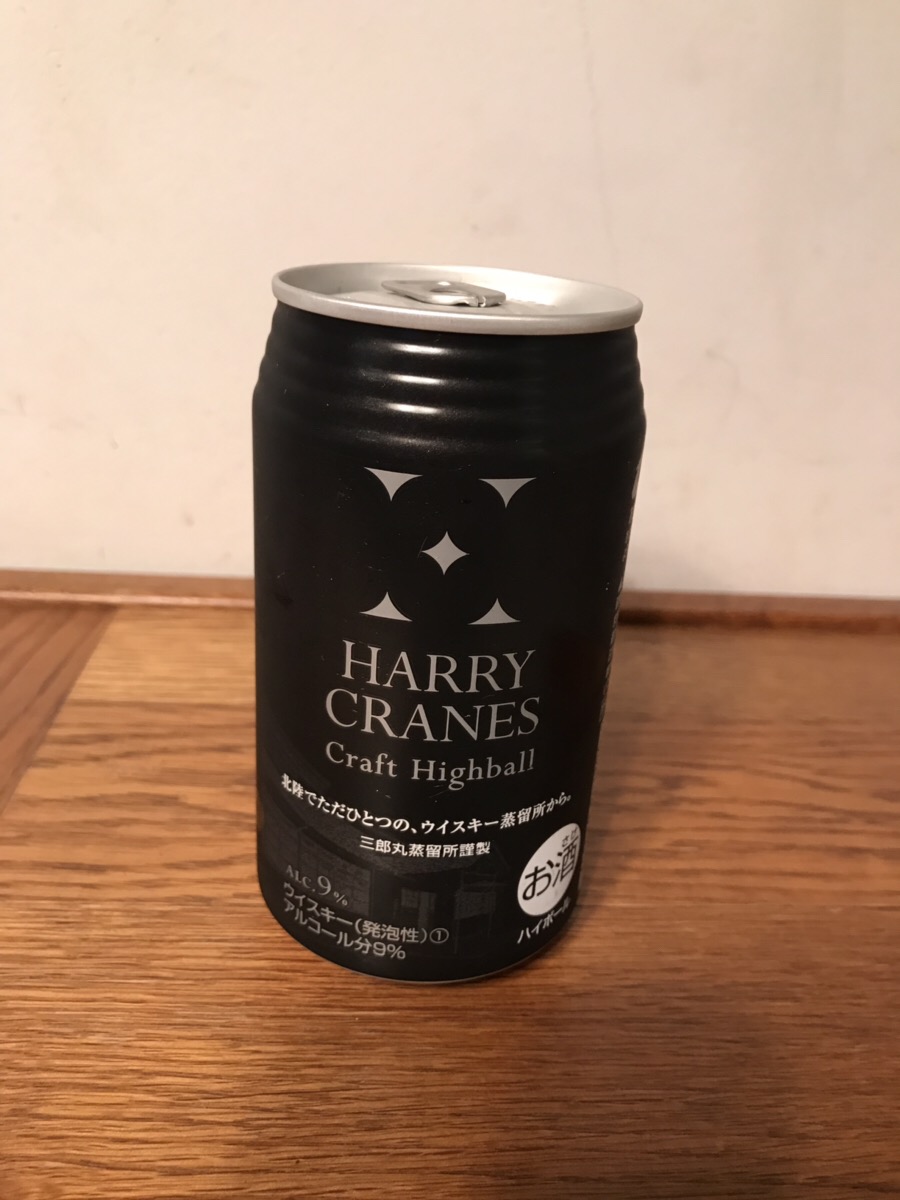 HARRY
CRANES
Craft Highball
北陸でただひとつの、ウイスキー蒸留所から。
三郎丸蒸留所謹製
ALC.9%
ウイスキー(発泡性)①
アルコール分9%
さけ
お酒
ハイボール